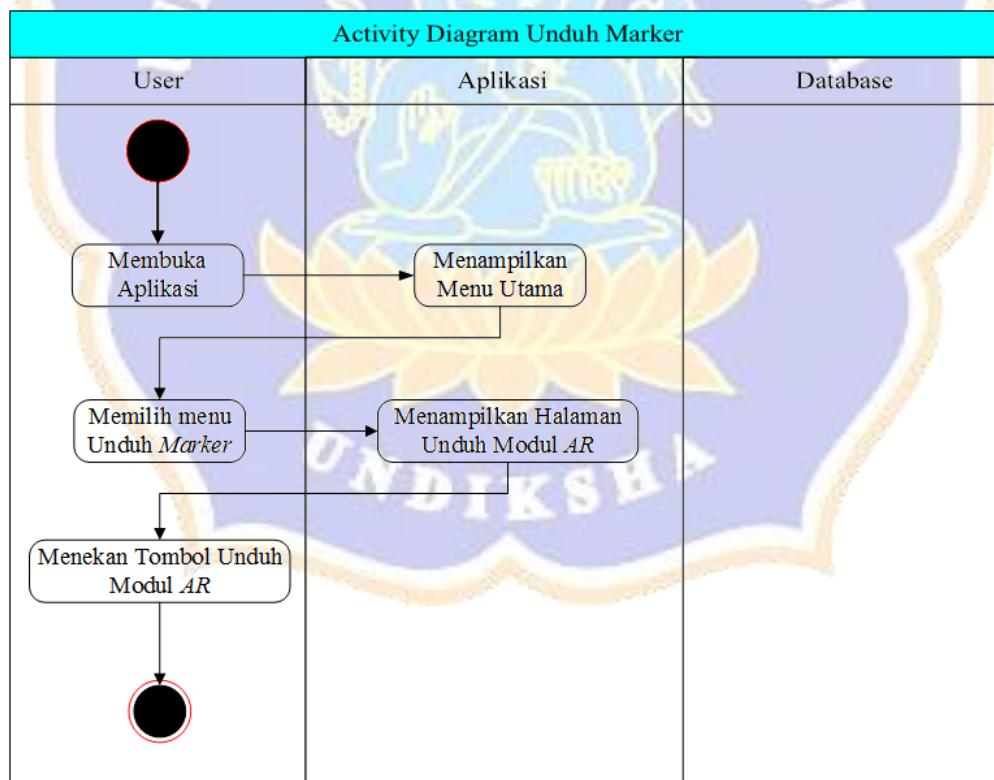 Activity Diagram Unduh Marker
User
Aplikasi
Database
Membuka
Aplikasi
Menampilkan
Menu Utama
Memilih menu
Unduh Marker
Menampilkan Halaman
Unduh Modul AR
Menekan Tombol Unduh
Modul AR
UNDIKSHA